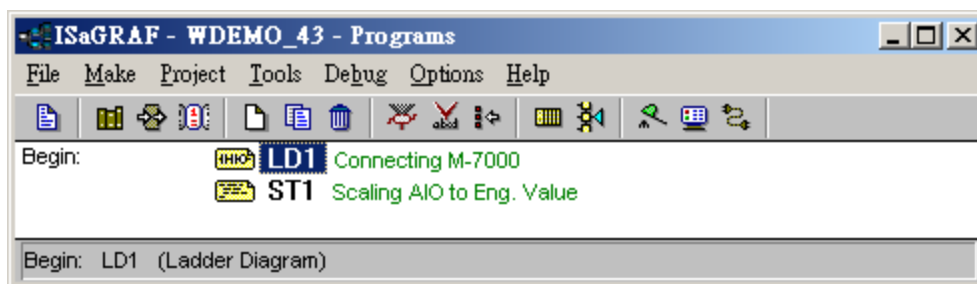 ISaGRAF - WDEMO_43 - Programs
File Make Project Tools Debug Options Help
Begin: LD1 Connecting M-7000
ST1 Scaling AIO to Eng. Value
Begin: LD1 (Ladder Diagram)